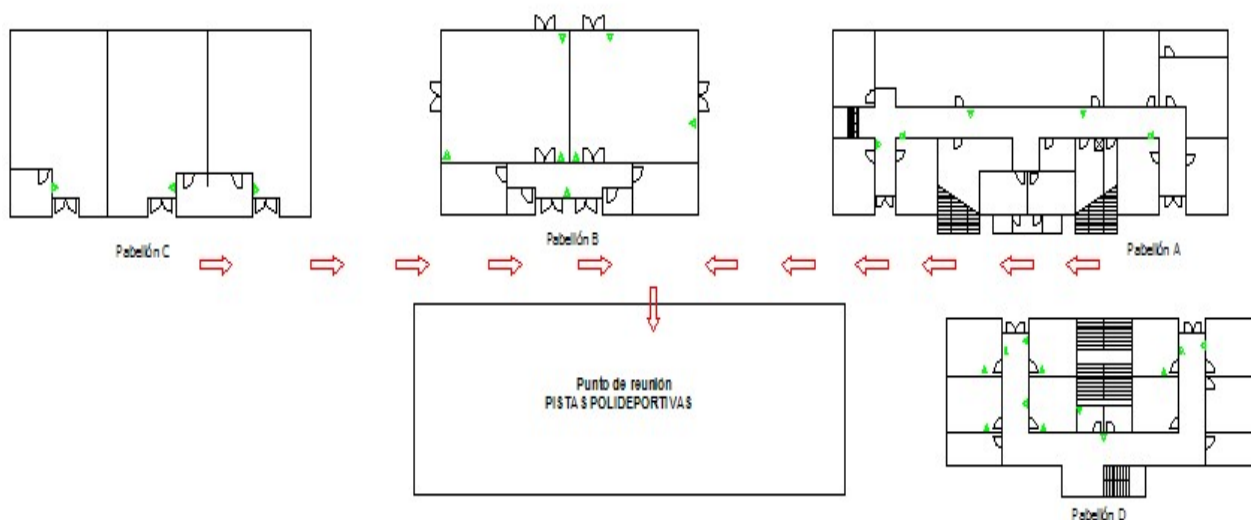 Pabellón C
Pabellón B
Pabellón A
Punto de reunión
PISTAS POLIDEPORTIVAS
Pabellón D